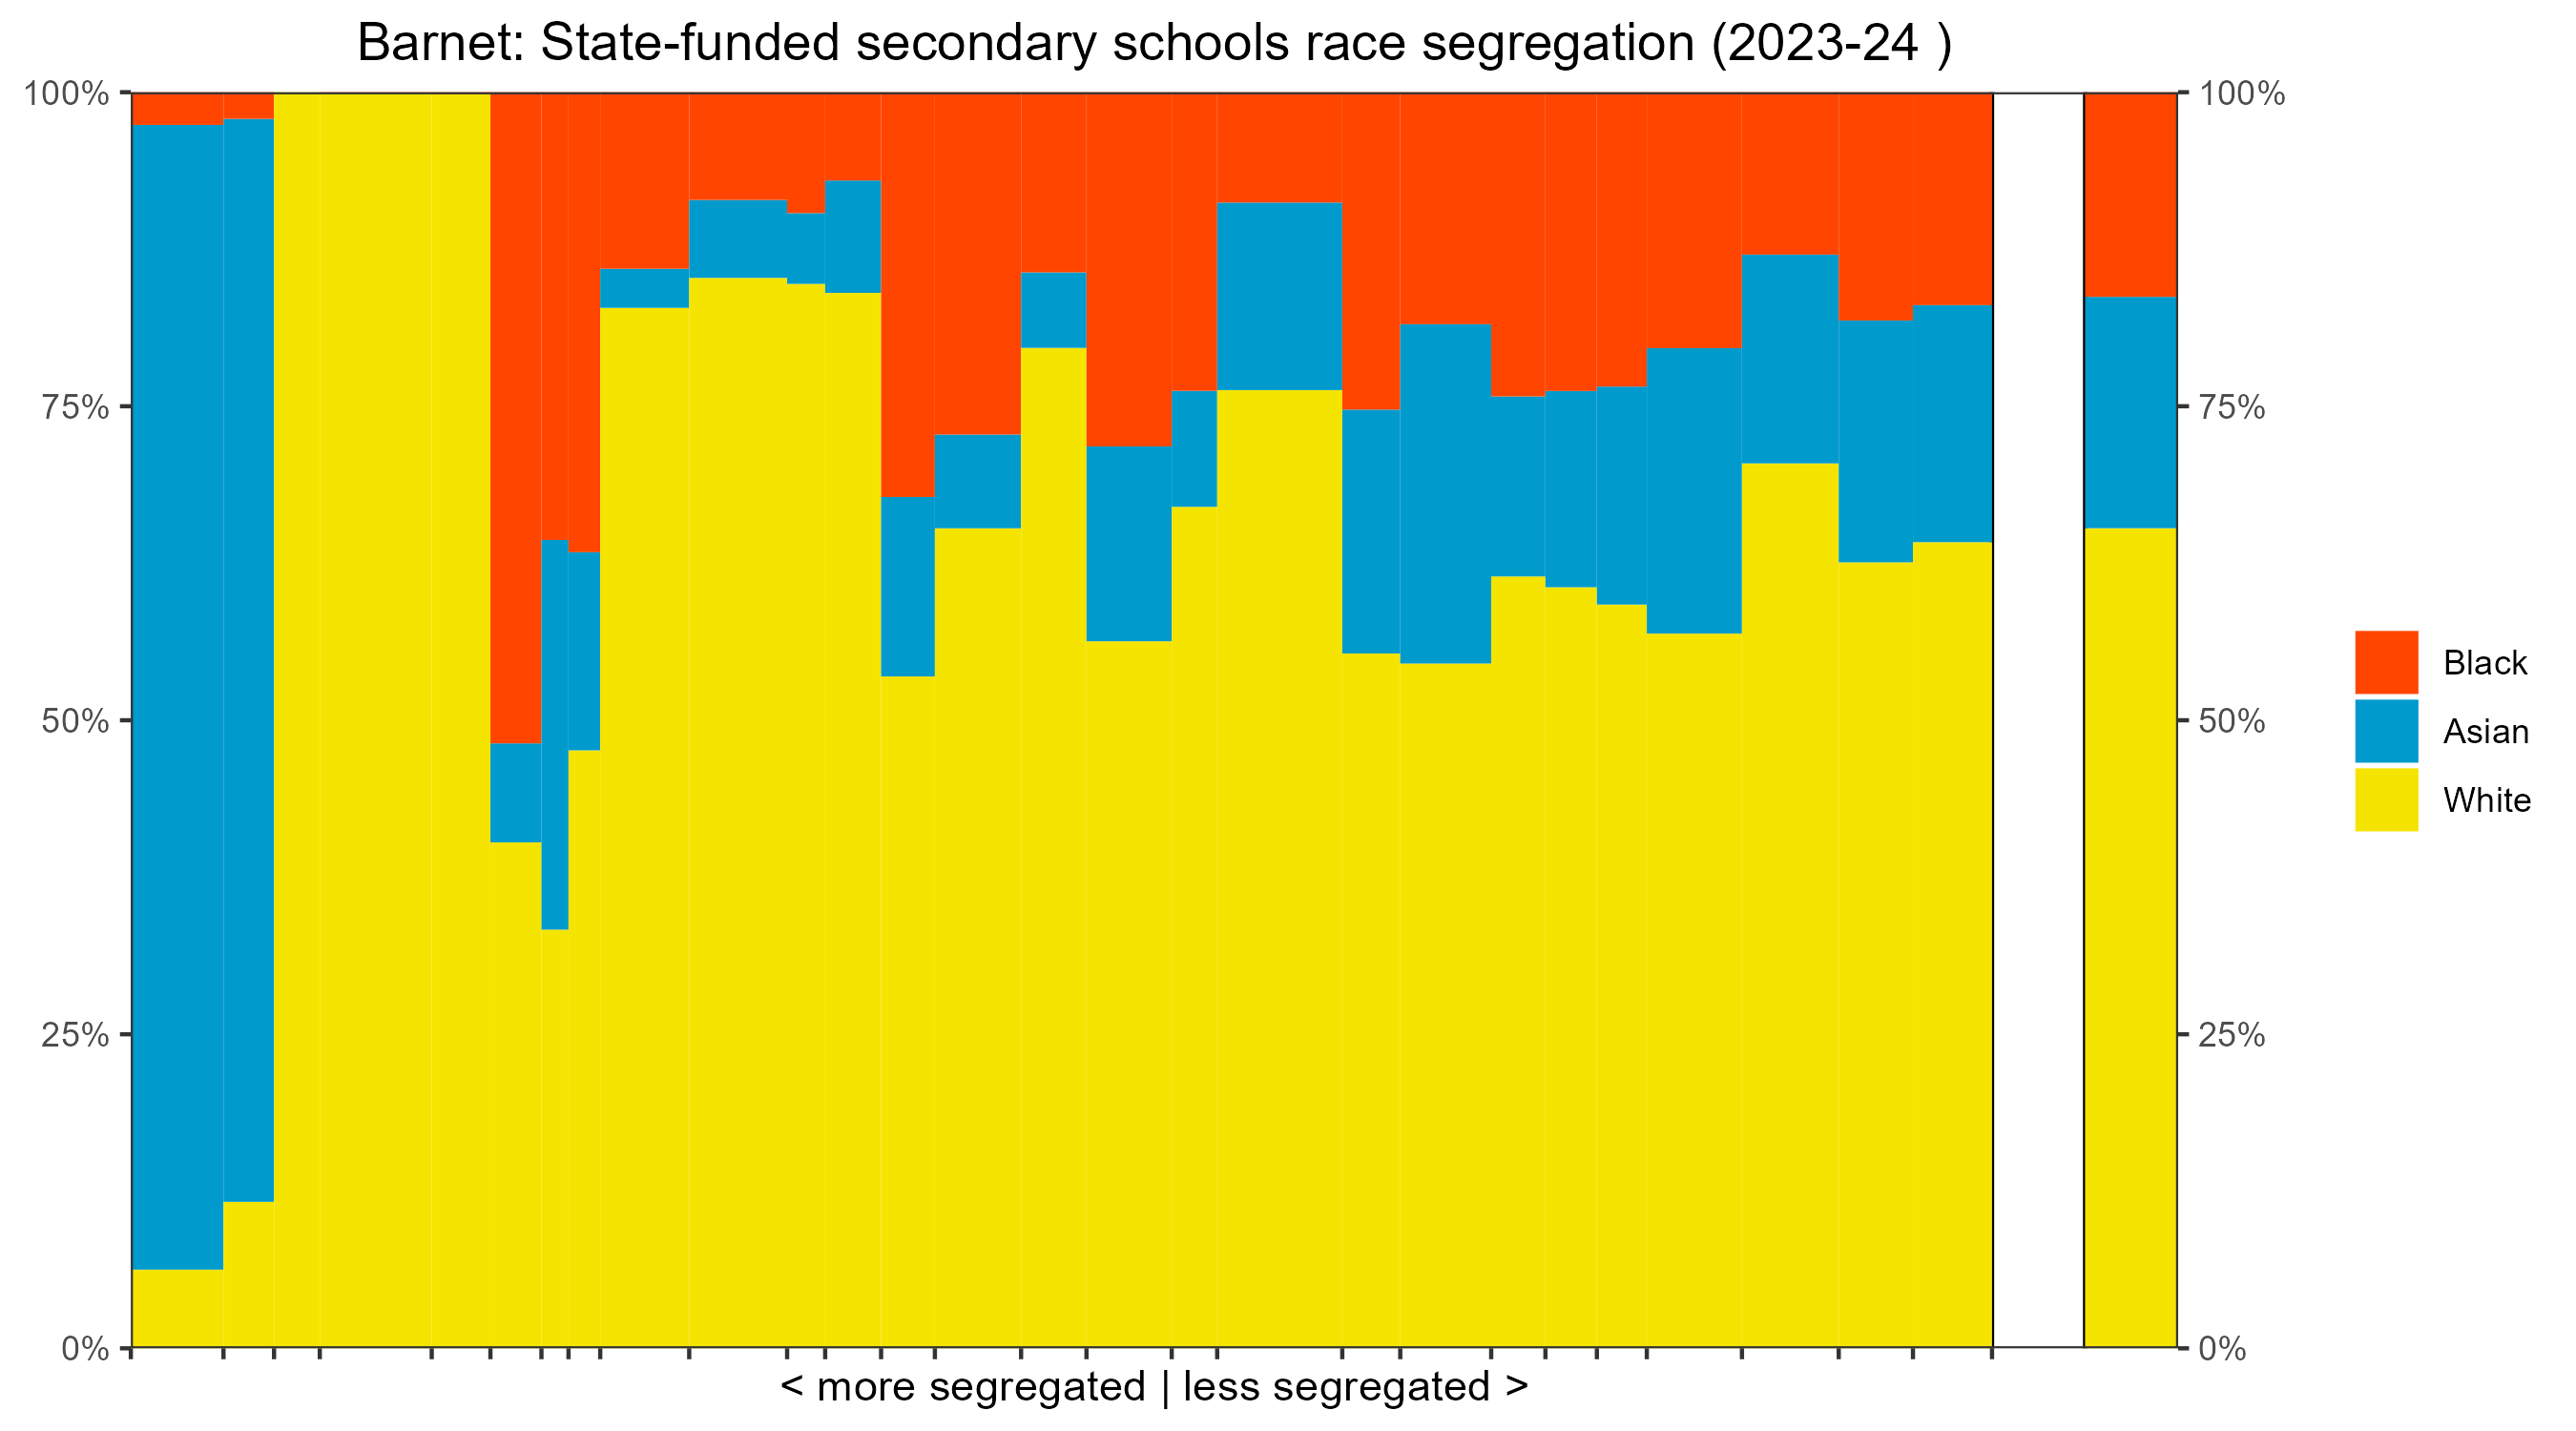 Barnet: State-funded secondary schools race segregation (2023-24 )
100%
75%
50%
25%
0%
100%
75%
50%
25%
0%
Black
Asian
White
< more segregated | less segregated >